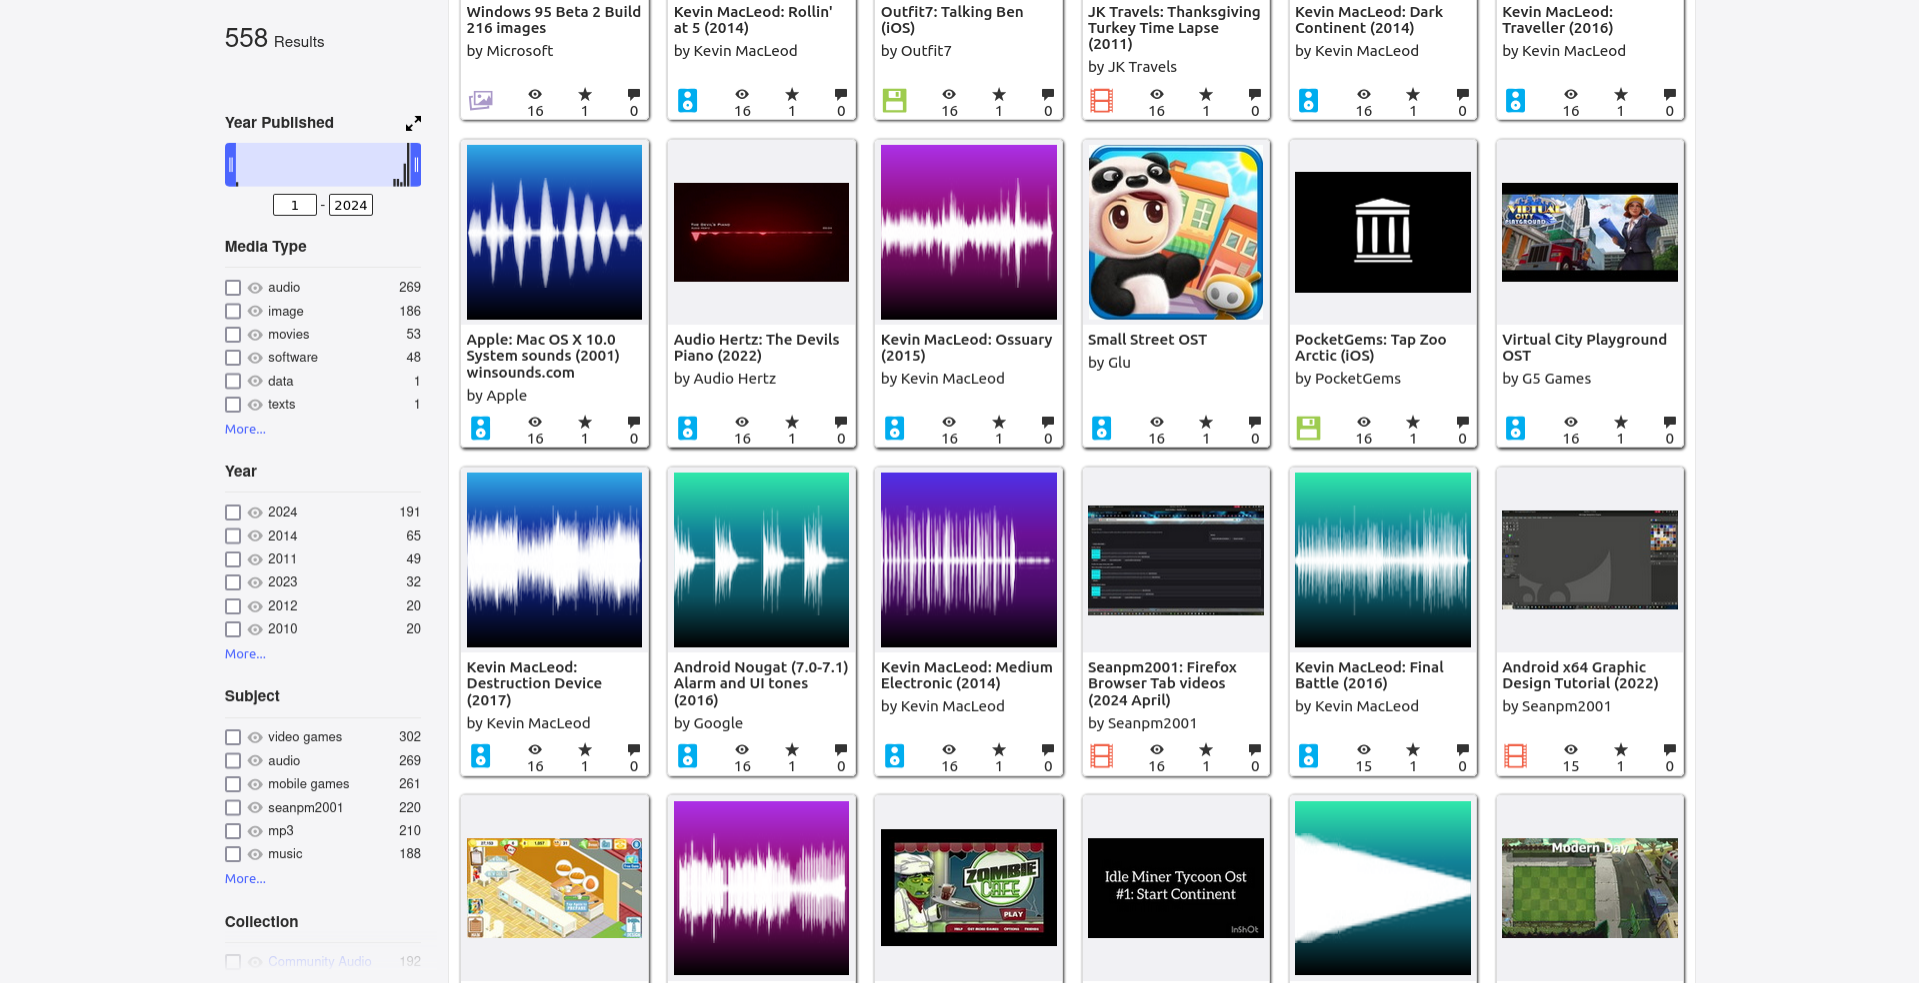 558 Results
Year Published
1 - 2024
Media Type
audio 269
image 186
movies 53
software 48
data 1
texts 1
More...
Year
2024 191
2014 65
2011 49
2023 32
2012 20
2010 20
More...
Subject
video games 302
audio 269
mobile games 261
seanpm2001 220
mp3 210
music 188
More...
Collection
Community Audio 192
Windows 95 Beta 2 Build
216 images
by Microsoft
16 1 0
Kevin MacLeod: Rollin'
at 5 (2014)
by Kevin MacLeod
16 1 0
Outfit7: Talking Ben
(iOS)
by Outfit7
16 1 0
JK Travels: Thanksgiving
Turkey Time Lapse
(2011)
by JK Travels
16 1 0
Kevin MacLeod: Dark
Continent (2014)
by Kevin MacLeod
16 1 0
Kevin MacLeod:
Traveller (2016)
by Kevin MacLeod
16 1 0
Apple: Mac OS X 10.0
System sounds (2001)
winsounds.com
by Apple
16 1 0
THE DEVIL'S PIANO
Audio Hertz: The Devils
Piano (2022)
by Audio Hertz
16 1 0
Kevin MacLeod: Ossuary
(2015)
by Kevin MacLeod
16 1 0
Small Street OST
by Glu
16 1 0
PocketGems: Tap Zoo
Arctic (iOS)
by PocketGems
16 1 0
VIRTUAL
CITY
PLAYGROUND
Virtual City Playground
OST
by G5 Games
16 1 0
Kevin MacLeod:
Destruction Device
(2017)
by Kevin MacLeod
16 1 0
Android Nougat (7.0-7.1)
Alarm and UI tones
(2016)
by Google
16 1 0
Kevin MacLeod: Medium
Electronic (2014)
by Kevin MacLeod
16 1 0
Seanpm2001: Firefox
Browser Tab videos
(2024 April)
by Seanpm2001
16 1 0
Kevin MacLeod: Final
Battle (2016)
by Kevin MacLeod
15 1 0
Android x64 Graphic
Design Tutorial (2022)
by Seanpm2001
15 1 0
ZOMBIE
CAFE
PLAY
HELP GET MORE GAMES OPTIONS FRIENDS
Idle Miner Tycoon Ost
#1: Start Continent
InShOt
Modern Day